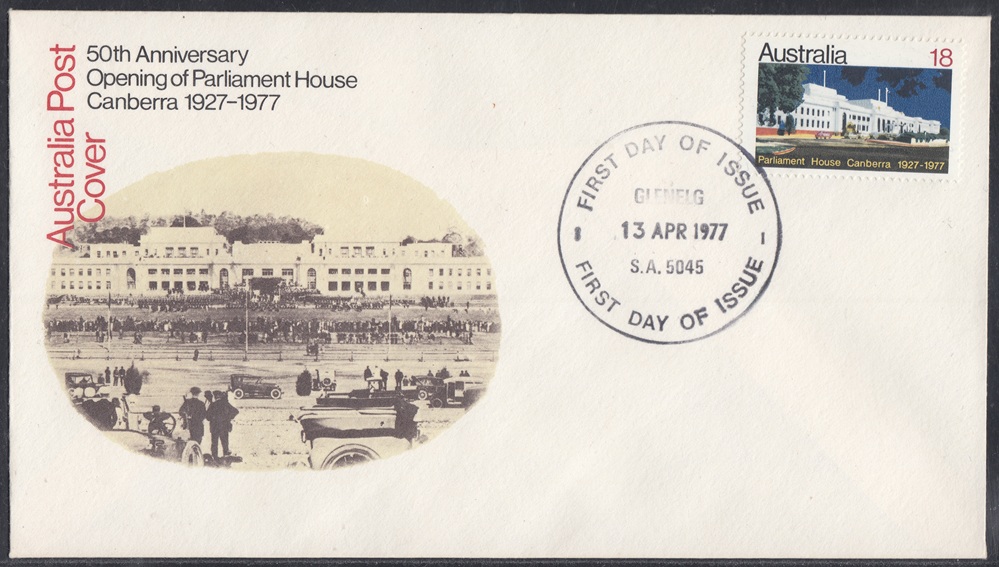 Australia Post
Cover
50th Anniversary
Opening of Parliament House
Canberra 1927–1977
Australia 18
Parliament House Canberra 1927-1977
FIRST DAY OF ISSUE
GLENELG
13 APR 1977
S.A. 5045
FIRST DAY OF ISSUE